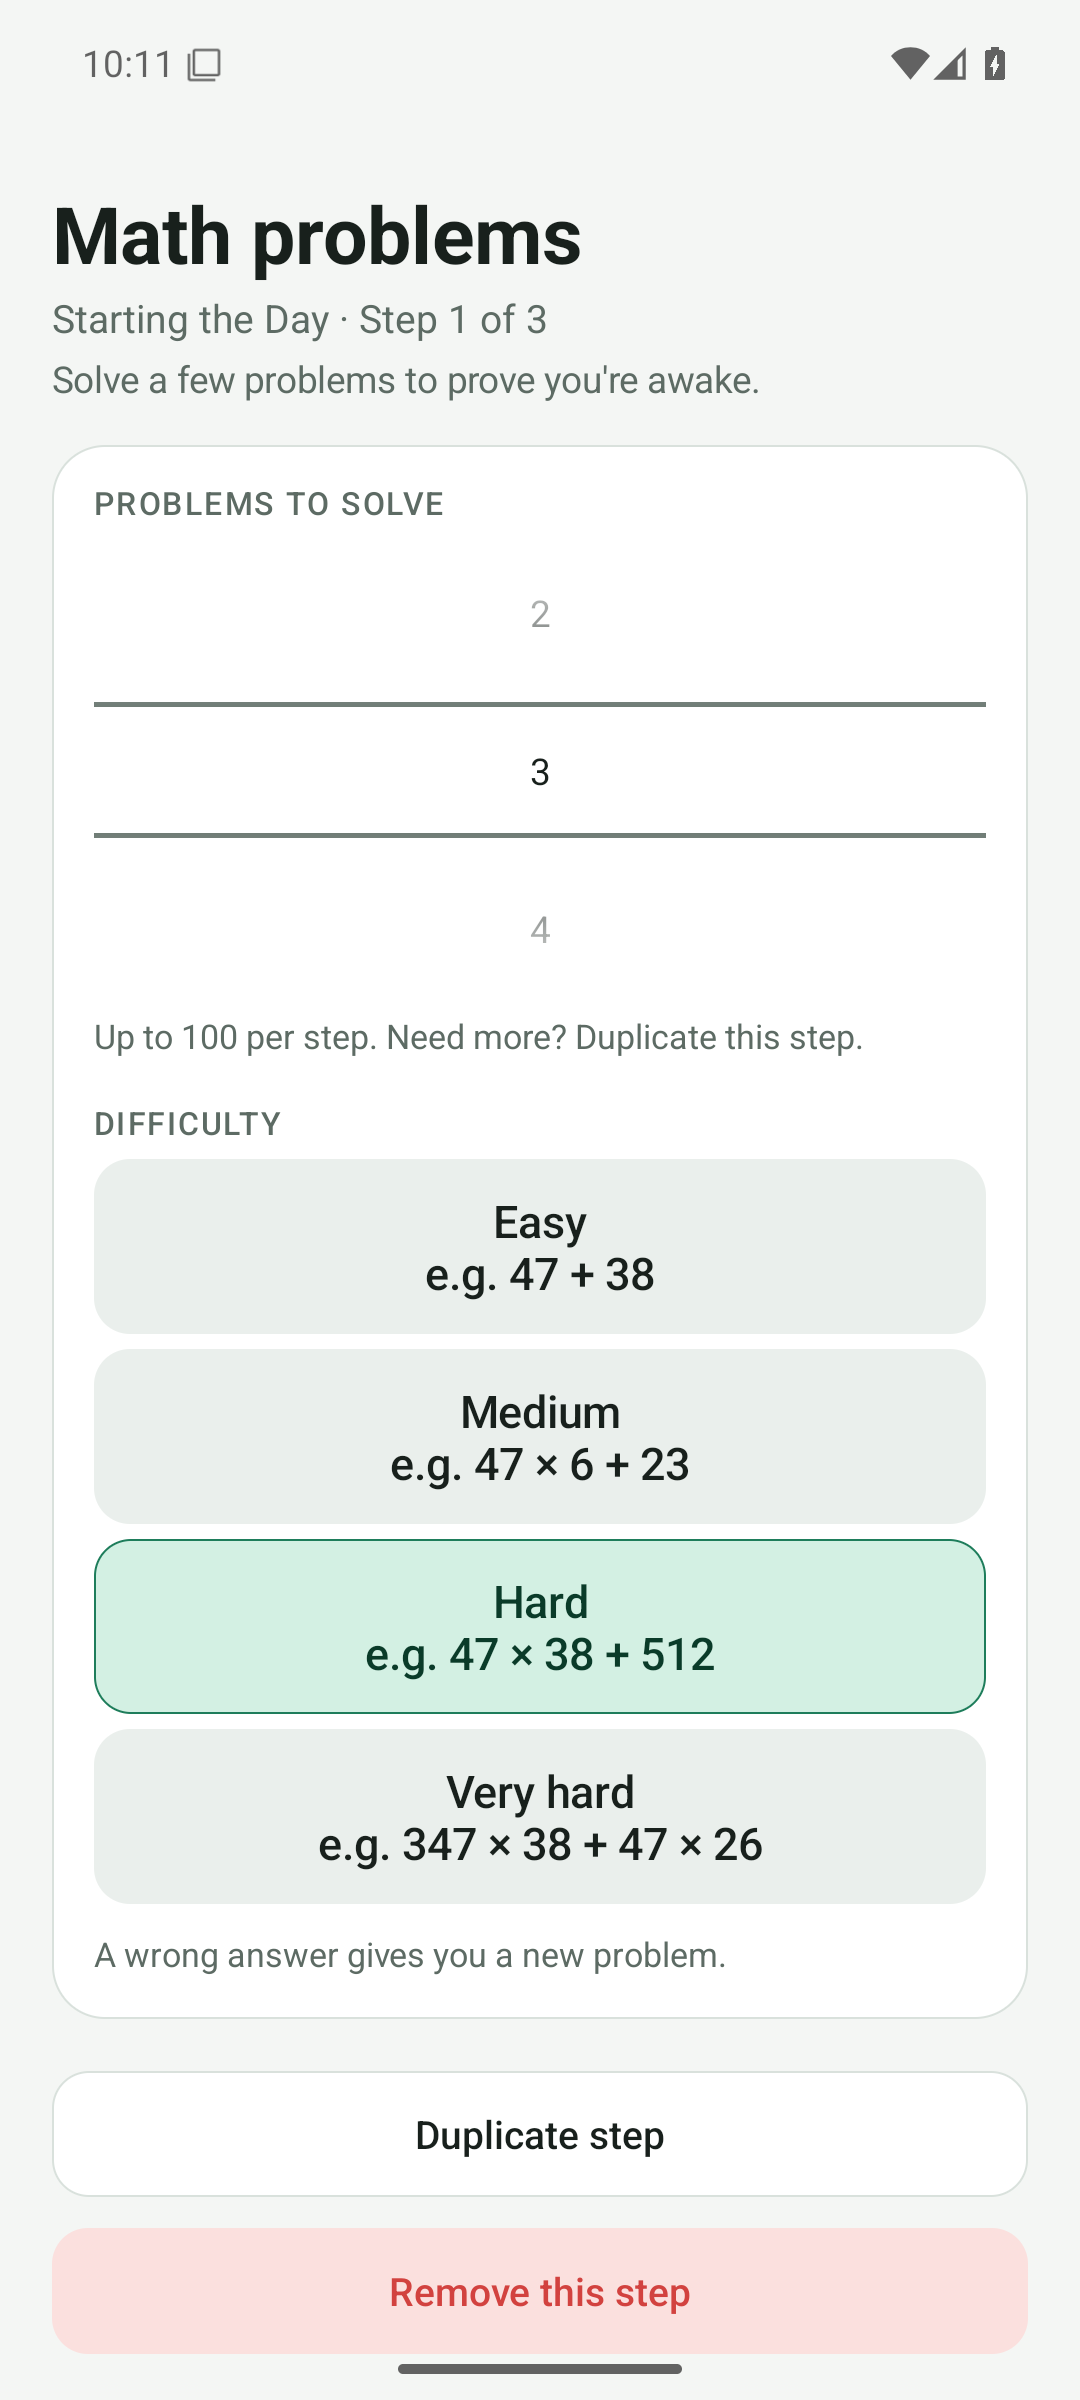 10:11
Math problems
Starting the Day · Step 1 of 3
Solve a few problems to prove you're awake.
PROBLEMS TO SOLVE
2
3
4
Up to 100 per step. Need more? Duplicate this step.
DIFFICULTY
Easy
e.g. 47 + 38
Medium
e.g. 47 × 6 + 23
Hard
e.g. 47 × 38 + 512
Very hard
e.g. 347 × 38 + 47 × 26
A wrong answer gives you a new problem.
Duplicate step
Remove this step